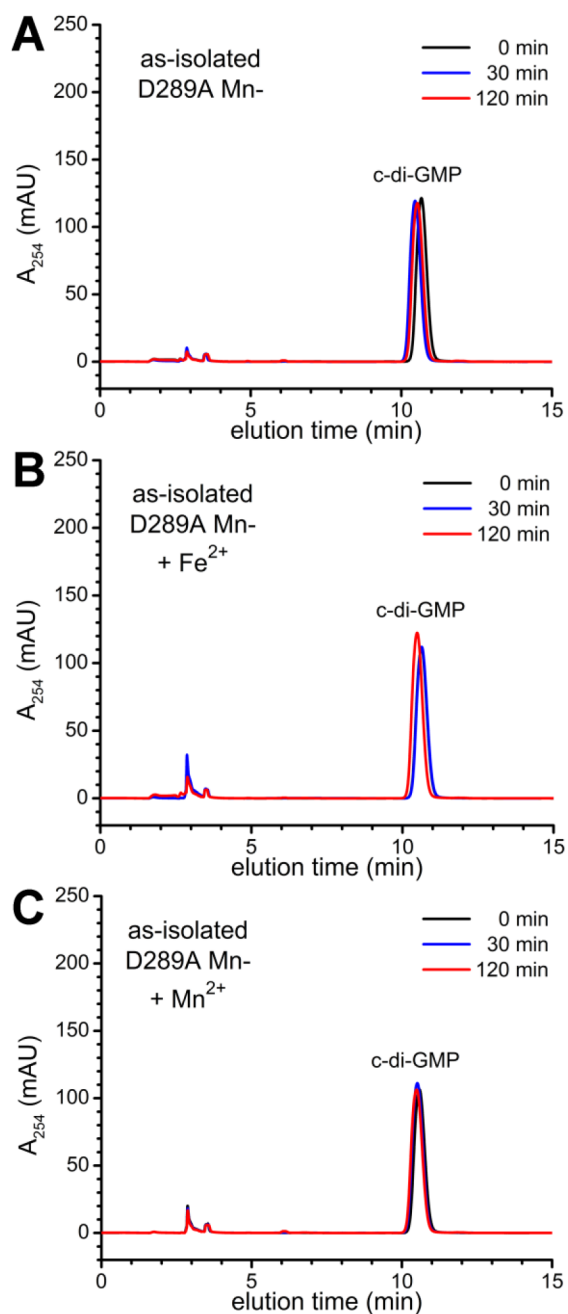 A
as-isolated
D289A Mn-
0 min
30 min
120 min
c-di-GMP
250
200
150
100
50
0
A₂₅₄ (mAU)
0 5 10 15
elution time (min)
B
as-isolated
D289A Mn-
+ Fe²⁺
0 min
30 min
120 min
c-di-GMP
250
200
150
100
50
0
A₂₅₄ (mAU)
0 5 10 15
elution time (min)
C
as-isolated
D289A Mn-
+ Mn²⁺
0 min
30 min
120 min
c-di-GMP
250
200
150
100
50
0
A₂₅₄ (mAU)
0 5 10 15
elution time (min)